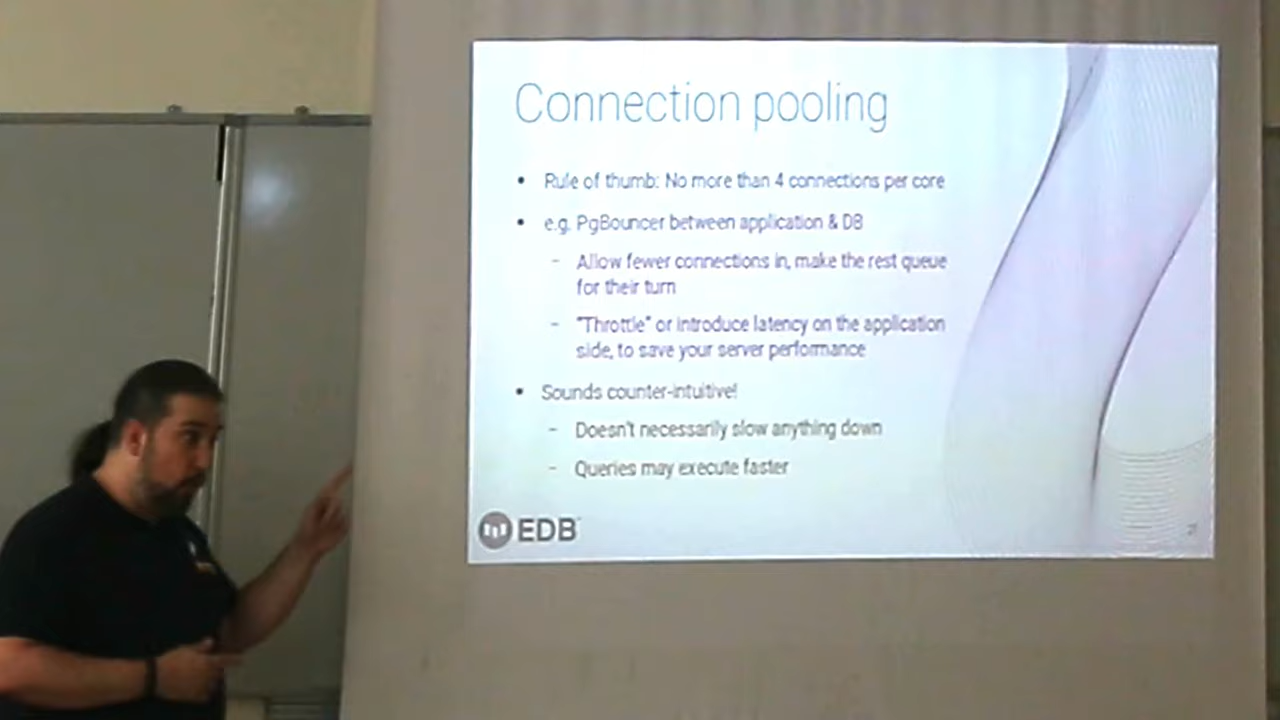 Connection pooling
• Rule of thumb: No more than 4 connections per core
• e.g. PgBouncer between application & DB
- Allow fewer connections in, make the rest queue
for their turn
- "Throttle" or introduce latency on the application
side, to save your server performance
• Sounds counter-intuitive!
- Doesn't necessarily slow anything down
- Queries may execute faster
EDB